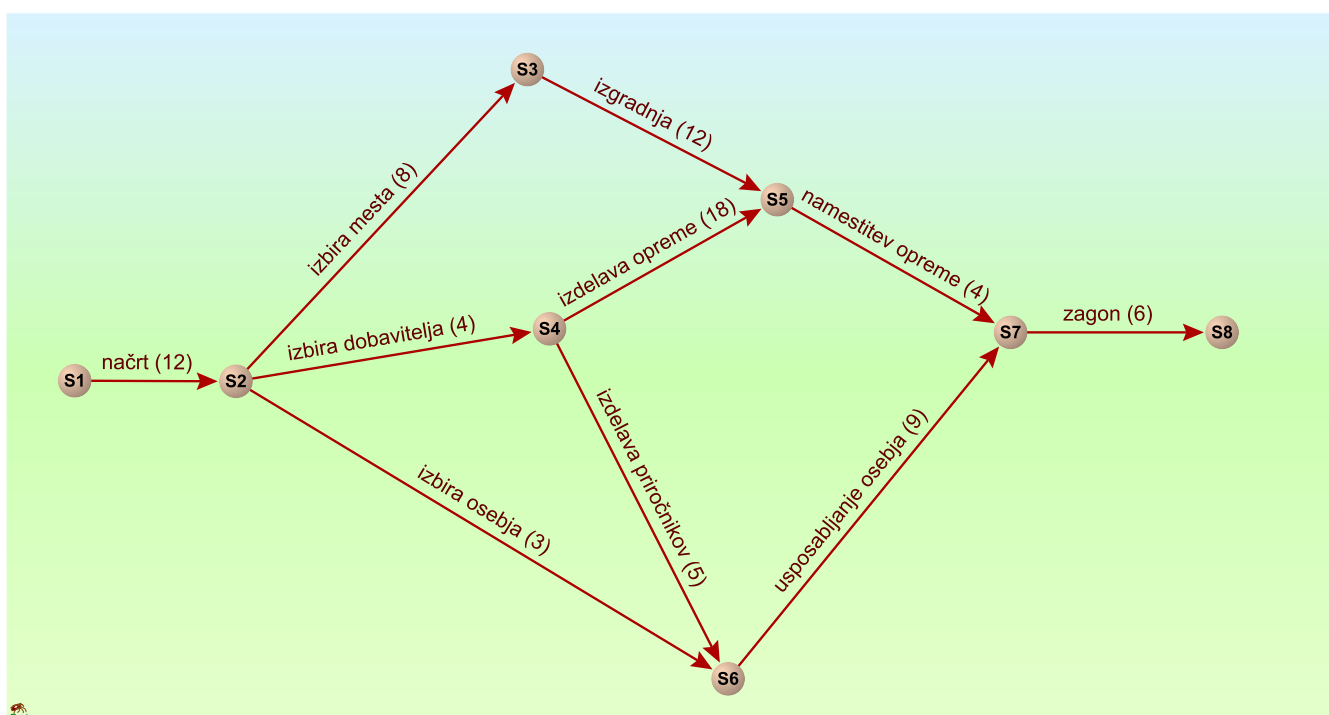 S3
izgradnja (12)
izbira mesta (8)
S5
namestitev opreme (4)
izdelava opreme (18)
zagon (6)
S4
S7
S8
izbira dobavitelja (4)
načrt (12)
S1
S2
izdelava priročnikov (5)
usposabljanje osebja (9)
izbira osebja (3)
S6